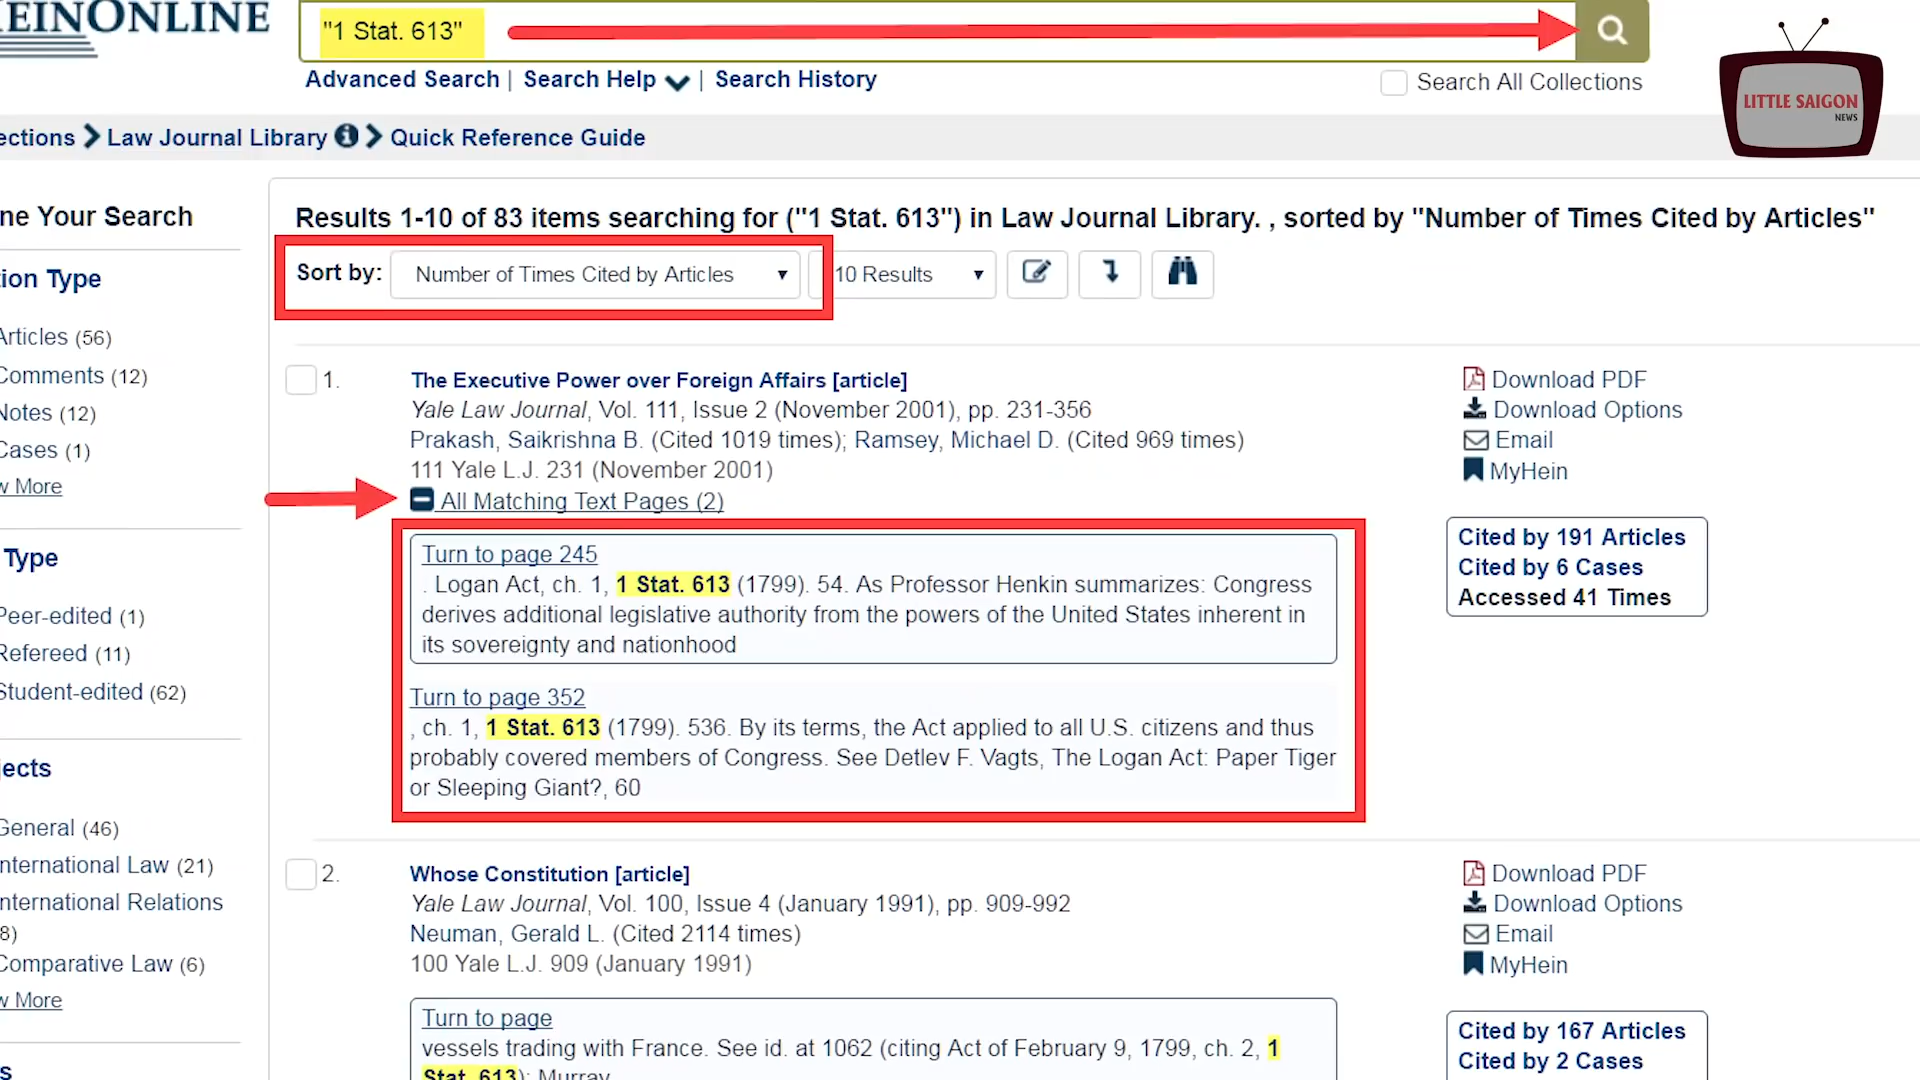 HEINONLINE
"1 Stat. 613"
Advanced Search | Search Help | Search History
Search All Collections
LITTLE SAIGON
NEWS
ections Law Journal Library Quick Reference Guide
ne Your Search
Results 1-10 of 83 items searching for ("1 Stat. 613") in Law Journal Library. , sorted by "Number of Times Cited by Articles"
Sort by: Number of Times Cited by Articles 10 Results
tion Type
Articles (56)
Comments (12)
Notes (12)
Cases (1)
w More
Type
Peer-edited (1)
Refereed (11)
Student-edited (62)
jects
General (46)
nternational Law (21)
nternational Relations
8)
Comparative Law (6)
w More
s
1. The Executive Power over Foreign Affairs [article]
Yale Law Journal, Vol. 111, Issue 2 (November 2001), pp. 231-356
Prakash, Saikrishna B. (Cited 1019 times); Ramsey, Michael D. (Cited 969 times)
111 Yale L.J. 231 (November 2001)
All Matching Text Pages (2)
Turn to page 245
. Logan Act, ch. 1, 1 Stat. 613 (1799). 54. As Professor Henkin summarizes: Congress
derives additional legislative authority from the powers of the United States inherent in
its sovereignty and nationhood
Turn to page 352
, ch. 1, 1 Stat. 613 (1799). 536. By its terms, the Act applied to all U.S. citizens and thus
probably covered members of Congress. See Detlev F. Vagts, The Logan Act: Paper Tiger
or Sleeping Giant?, 60
Download PDF
Download Options
Email
MyHein
Cited by 191 Articles
Cited by 6 Cases
Accessed 41 Times
2. Whose Constitution [article]
Yale Law Journal, Vol. 100, Issue 4 (January 1991), pp. 909-992
Neuman, Gerald L. (Cited 2114 times)
100 Yale L.J. 909 (January 1991)
Turn to page
vessels trading with France. See id. at 1062 (citing Act of February 9, 1799, ch. 2, 1
Stat. 613); Murray
Download PDF
Download Options
Email
MyHein
Cited by 167 Articles
Cited by 2 Cases